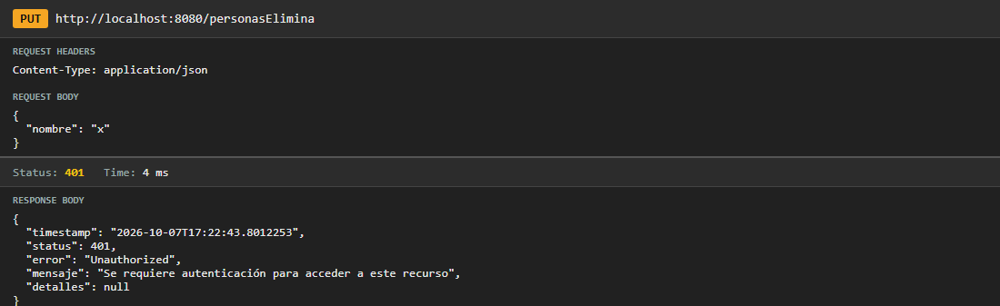 PUT http://localhost:8080/personasElimina
REQUEST HEADERS
Content-Type: application/json
REQUEST BODY
{
  "nombre": "x"
}
Status: 401 Time: 4 ms
RESPONSE BODY
{
  "timestamp": "2026-10-07T17:22:43.8012253",
  "status": 401,
  "error": "Unauthorized",
  "mensaje": "Se requiere autenticación para acceder a este recurso",
  "detalles": null
}